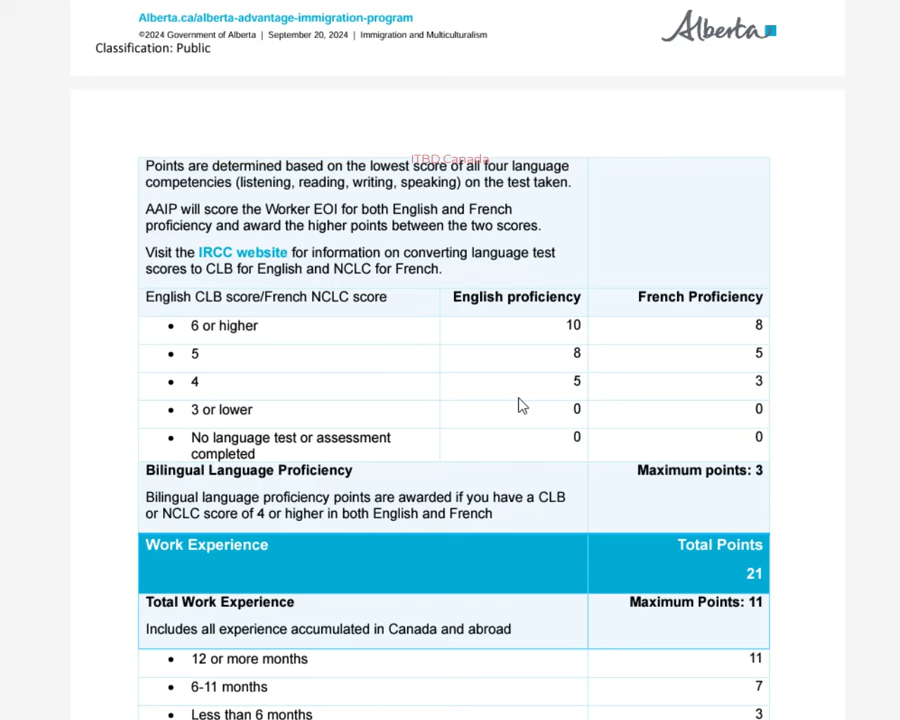 Alberta.ca/alberta-advantage-immigration-program
©2024 Government of Alberta | September 20, 2024 | Immigration and Multiculturalism
Classification: Public
Alberta
ITBD Canada
Points are determined based on the lowest score of all four language
competencies (listening, reading, writing, speaking) on the test taken.
AAIP will score the Worker EOI for both English and French
proficiency and award the higher points between the two scores.
Visit the IRCC website for information on converting language test
scores to CLB for English and NCLC for French.
English CLB score/French NCLC score English proficiency French Proficiency
• 6 or higher 10 8
• 5 8 5
• 4 5 3
• 3 or lower 0 0
• No language test or assessment 0 0
completed
Bilingual Language Proficiency Maximum points: 3
Bilingual language proficiency points are awarded if you have a CLB
or NCLC score of 4 or higher in both English and French
Work Experience Total Points
21
Total Work Experience Maximum Points: 11
Includes all experience accumulated in Canada and abroad
• 12 or more months 11
• 6-11 months 7
• Less than 6 months 3